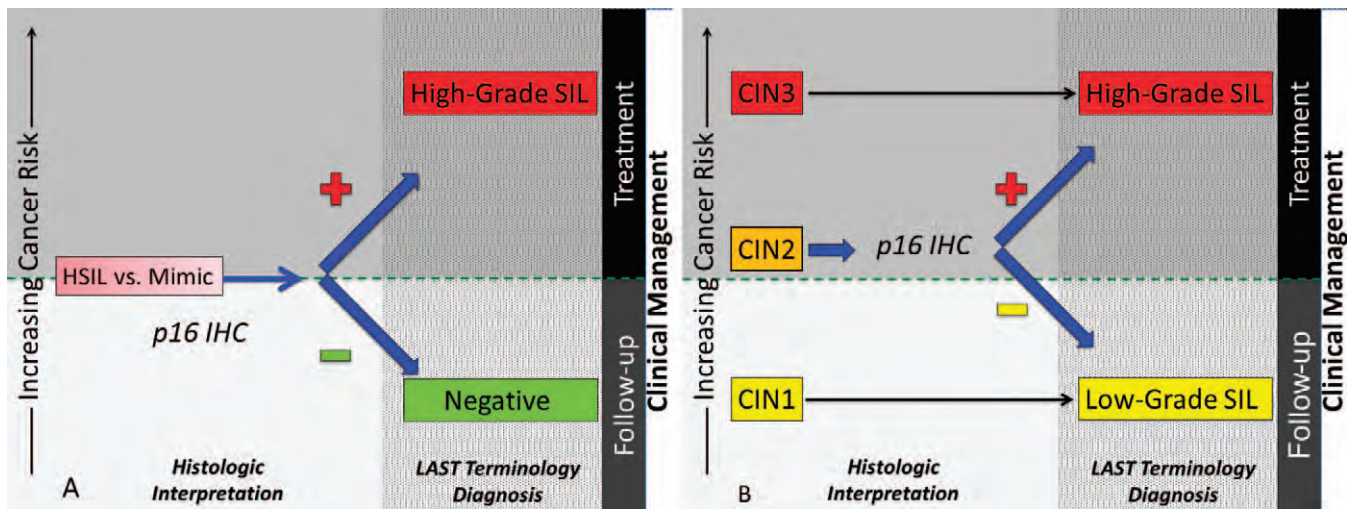 Increasing Cancer Risk
High-Grade SIL
HSIL vs. Mimic
p16 IHC
Negative
A
Histologic
Interpretation
LAST Terminology
Diagnosis
Treatment
Follow-up
Clinical Management
Increasing Cancer Risk
CIN3
High-Grade SIL
CIN2
p16 IHC
CIN1
Low-Grade SIL
B
Histologic
Interpretation
LAST Terminology
Diagnosis
Treatment
Follow-up
Clinical Management